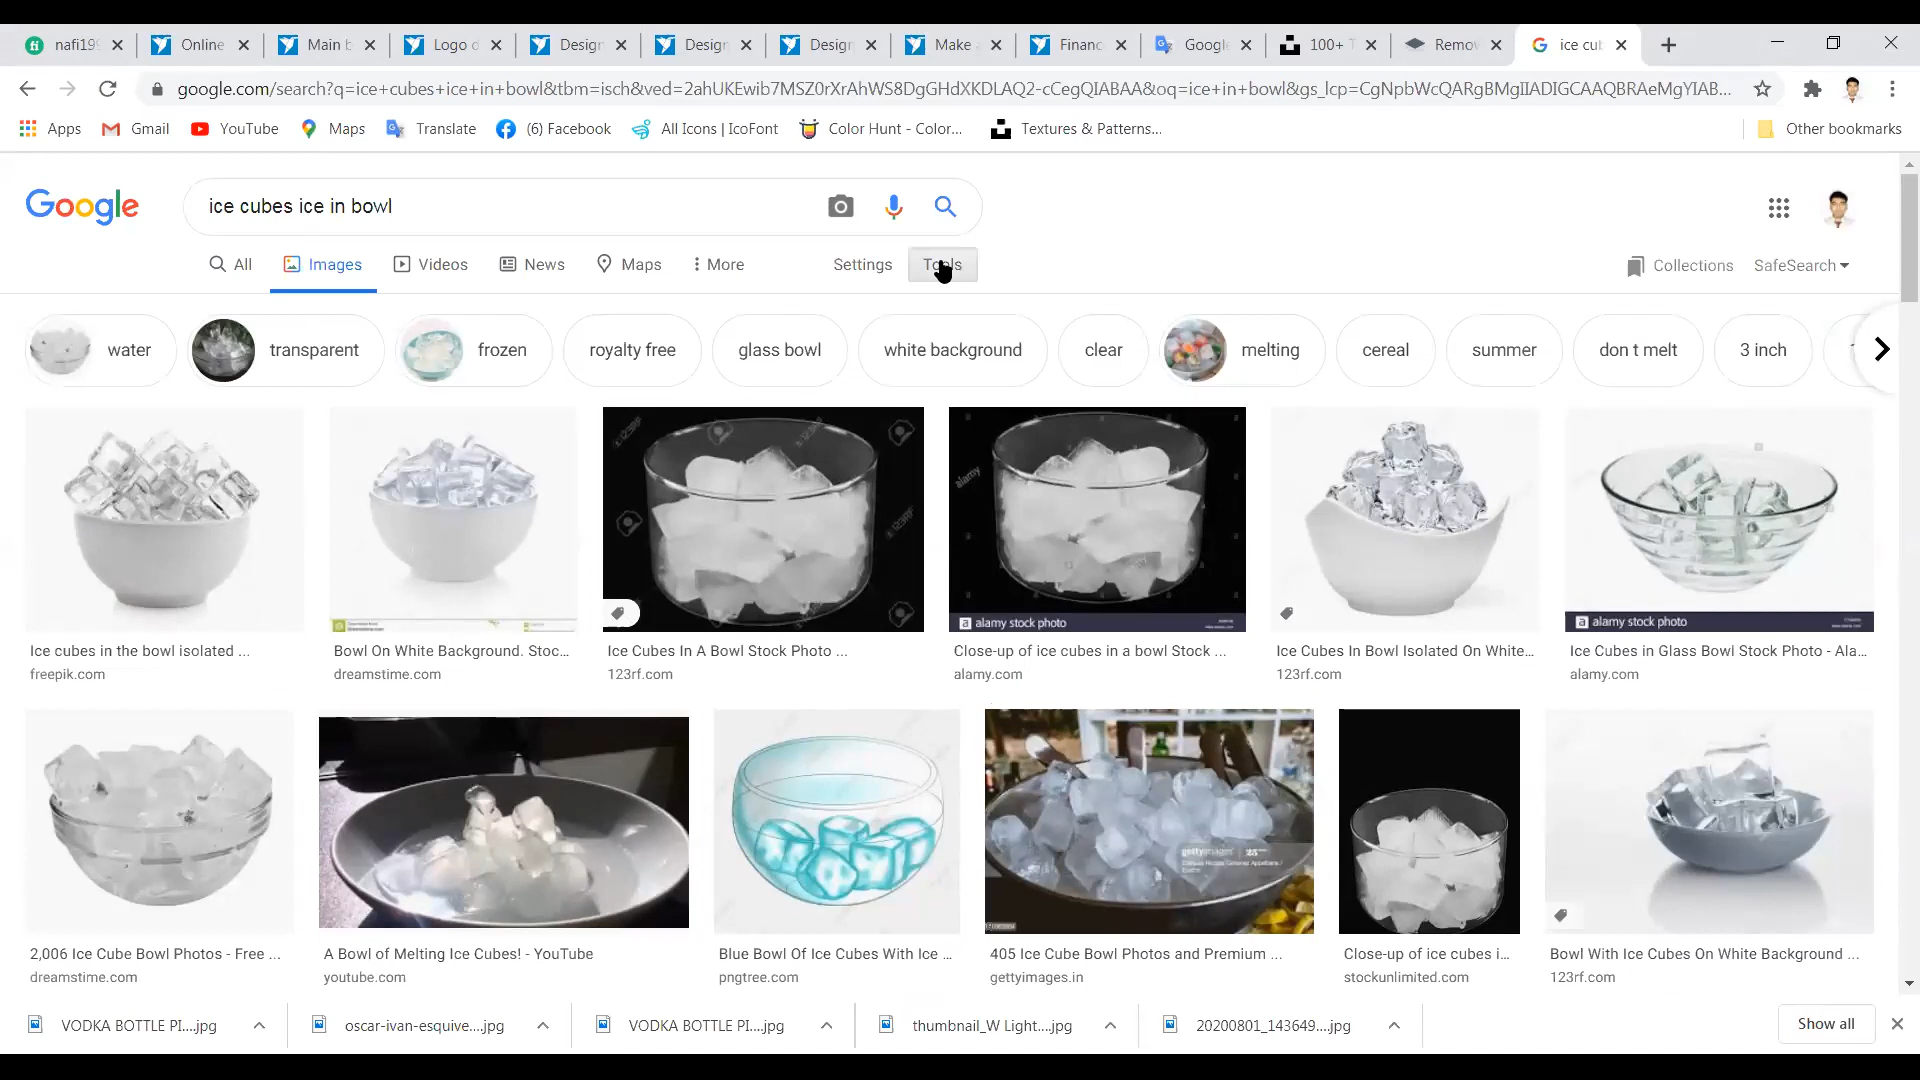 nafi19
Online
Main b
Logo d
Design
Design
Design
Make a
Financ
Google
100+ T
Remov
ice cub
google.com/search?q=ice+cubes+ice+in+bowl&tbm=isch&ved=2ahUKEwib7MSZ0rXrAhWS8DgGHdXKDLAQ2-cCegQIABAA&oq=ice+in+bowl&gs_lcp=CgNpbWcQARgBMgIIADIGCAAQBRAeMgYIAB...
Apps
Gmail
YouTube
Maps
Translate
(6) Facebook
All Icons | IcoFont
Color Hunt - Color...
Textures & Patterns...
Other bookmarks
Google
ice cubes ice in bowl
All
Images
Videos
News
Maps
More
Settings
Tools
Collections
SafeSearch
water
transparent
frozen
royalty free
glass bowl
white background
clear
melting
cereal
summer
don t melt
3 inch
alamy
a alamy stock photo
a alamy stock photo
Ice cubes in the bowl isolated ...
freepik.com
Bowl On White Background. Stoc...
dreamstime.com
Ice Cubes In A Bowl Stock Photo ...
123rf.com
Close-up of ice cubes in a bowl Stock ...
alamy.com
Ice Cubes In Bowl Isolated On White...
123rf.com
Ice Cubes in Glass Bowl Stock Photo - Ala...
alamy.com
gettyimages
2,006 Ice Cube Bowl Photos - Free ...
dreamstime.com
A Bowl of Melting Ice Cubes! - YouTube
youtube.com
Blue Bowl Of Ice Cubes With Ice ...
pngtree.com
405 Ice Cube Bowl Photos and Premium ...
gettyimages.in
Close-up of ice cubes i...
stockunlimited.com
Bowl With Ice Cubes On White Background ...
123rf.com
VODKA BOTTLE PI....jpg
oscar-ivan-esquive....jpg
VODKA BOTTLE PI....jpg
thumbnail_W Light....jpg
20200801_143649....jpg
Show all